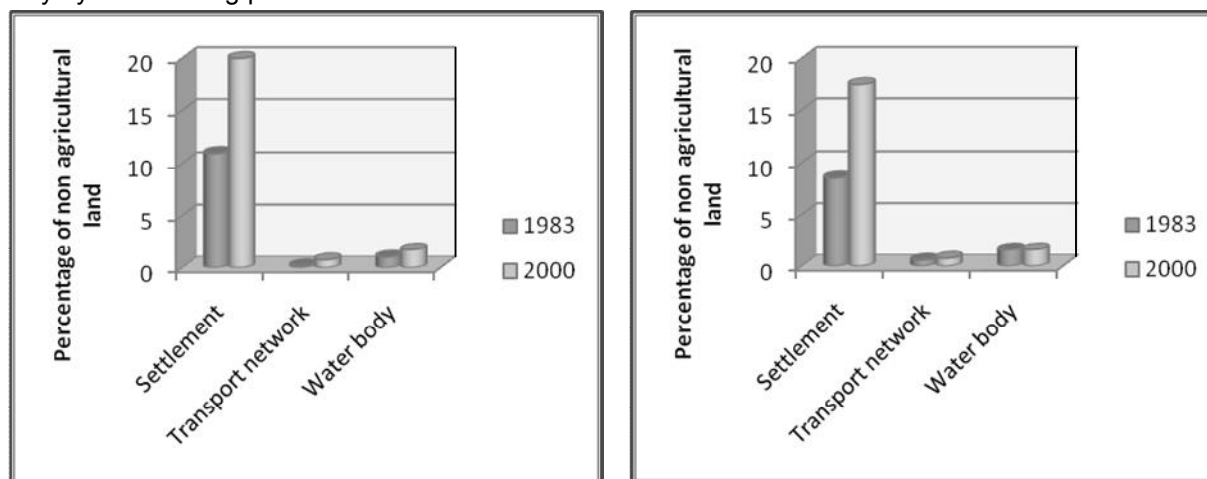 Percentage of non agricultural
land
20
15
10
5
0
Settlement
Transport network
Water body
1983
2000
Percentage of non agricultural
land
20
15
10
5
0
Settlement
Transport network
Water body
1983
2000